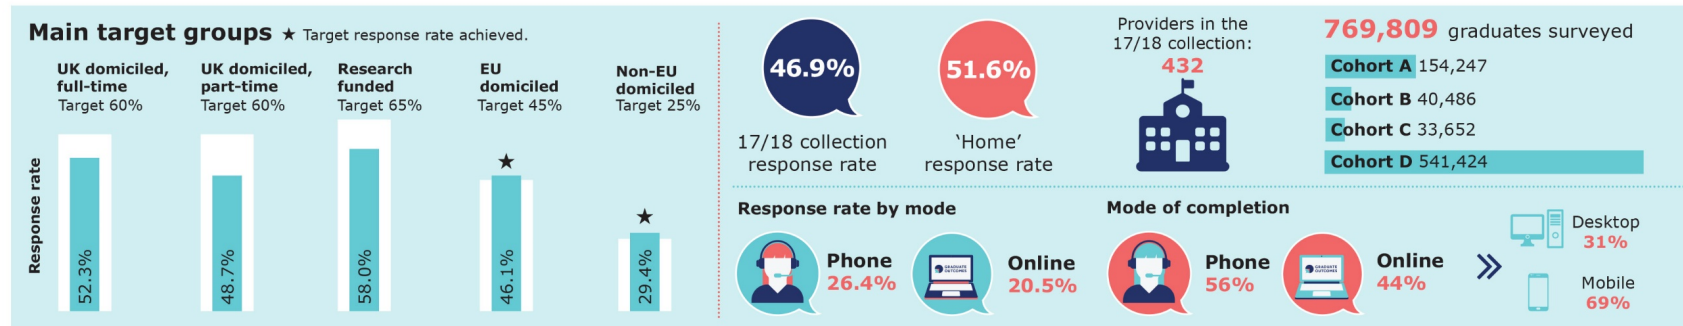 Main target groups ★ Target response rate achieved.
UK domiciled,
full-time
Target 60%
UK domiciled,
part-time
Target 60%
Research
funded
Target 65%
EU
domiciled
Target 45%
Non-EU
domiciled
Target 25%
Response rate
52.3%
48.7%
58.0%
46.1%
29.4%
46.9%
17/18 collection
response rate
51.6%
‘Home’
response rate
Providers in the
17/18 collection:
432
769,809 graduates surveyed
Cohort A 154,247
Cohort B 40,486
Cohort C 33,652
Cohort D 541,424
Response rate by mode
Phone
26.4%
GRADUATE
OUTCOMES
Online
20.5%
Mode of completion
Phone
56%
GRADUATE
OUTCOMES
Online
44%
Desktop
31%
Mobile
69%